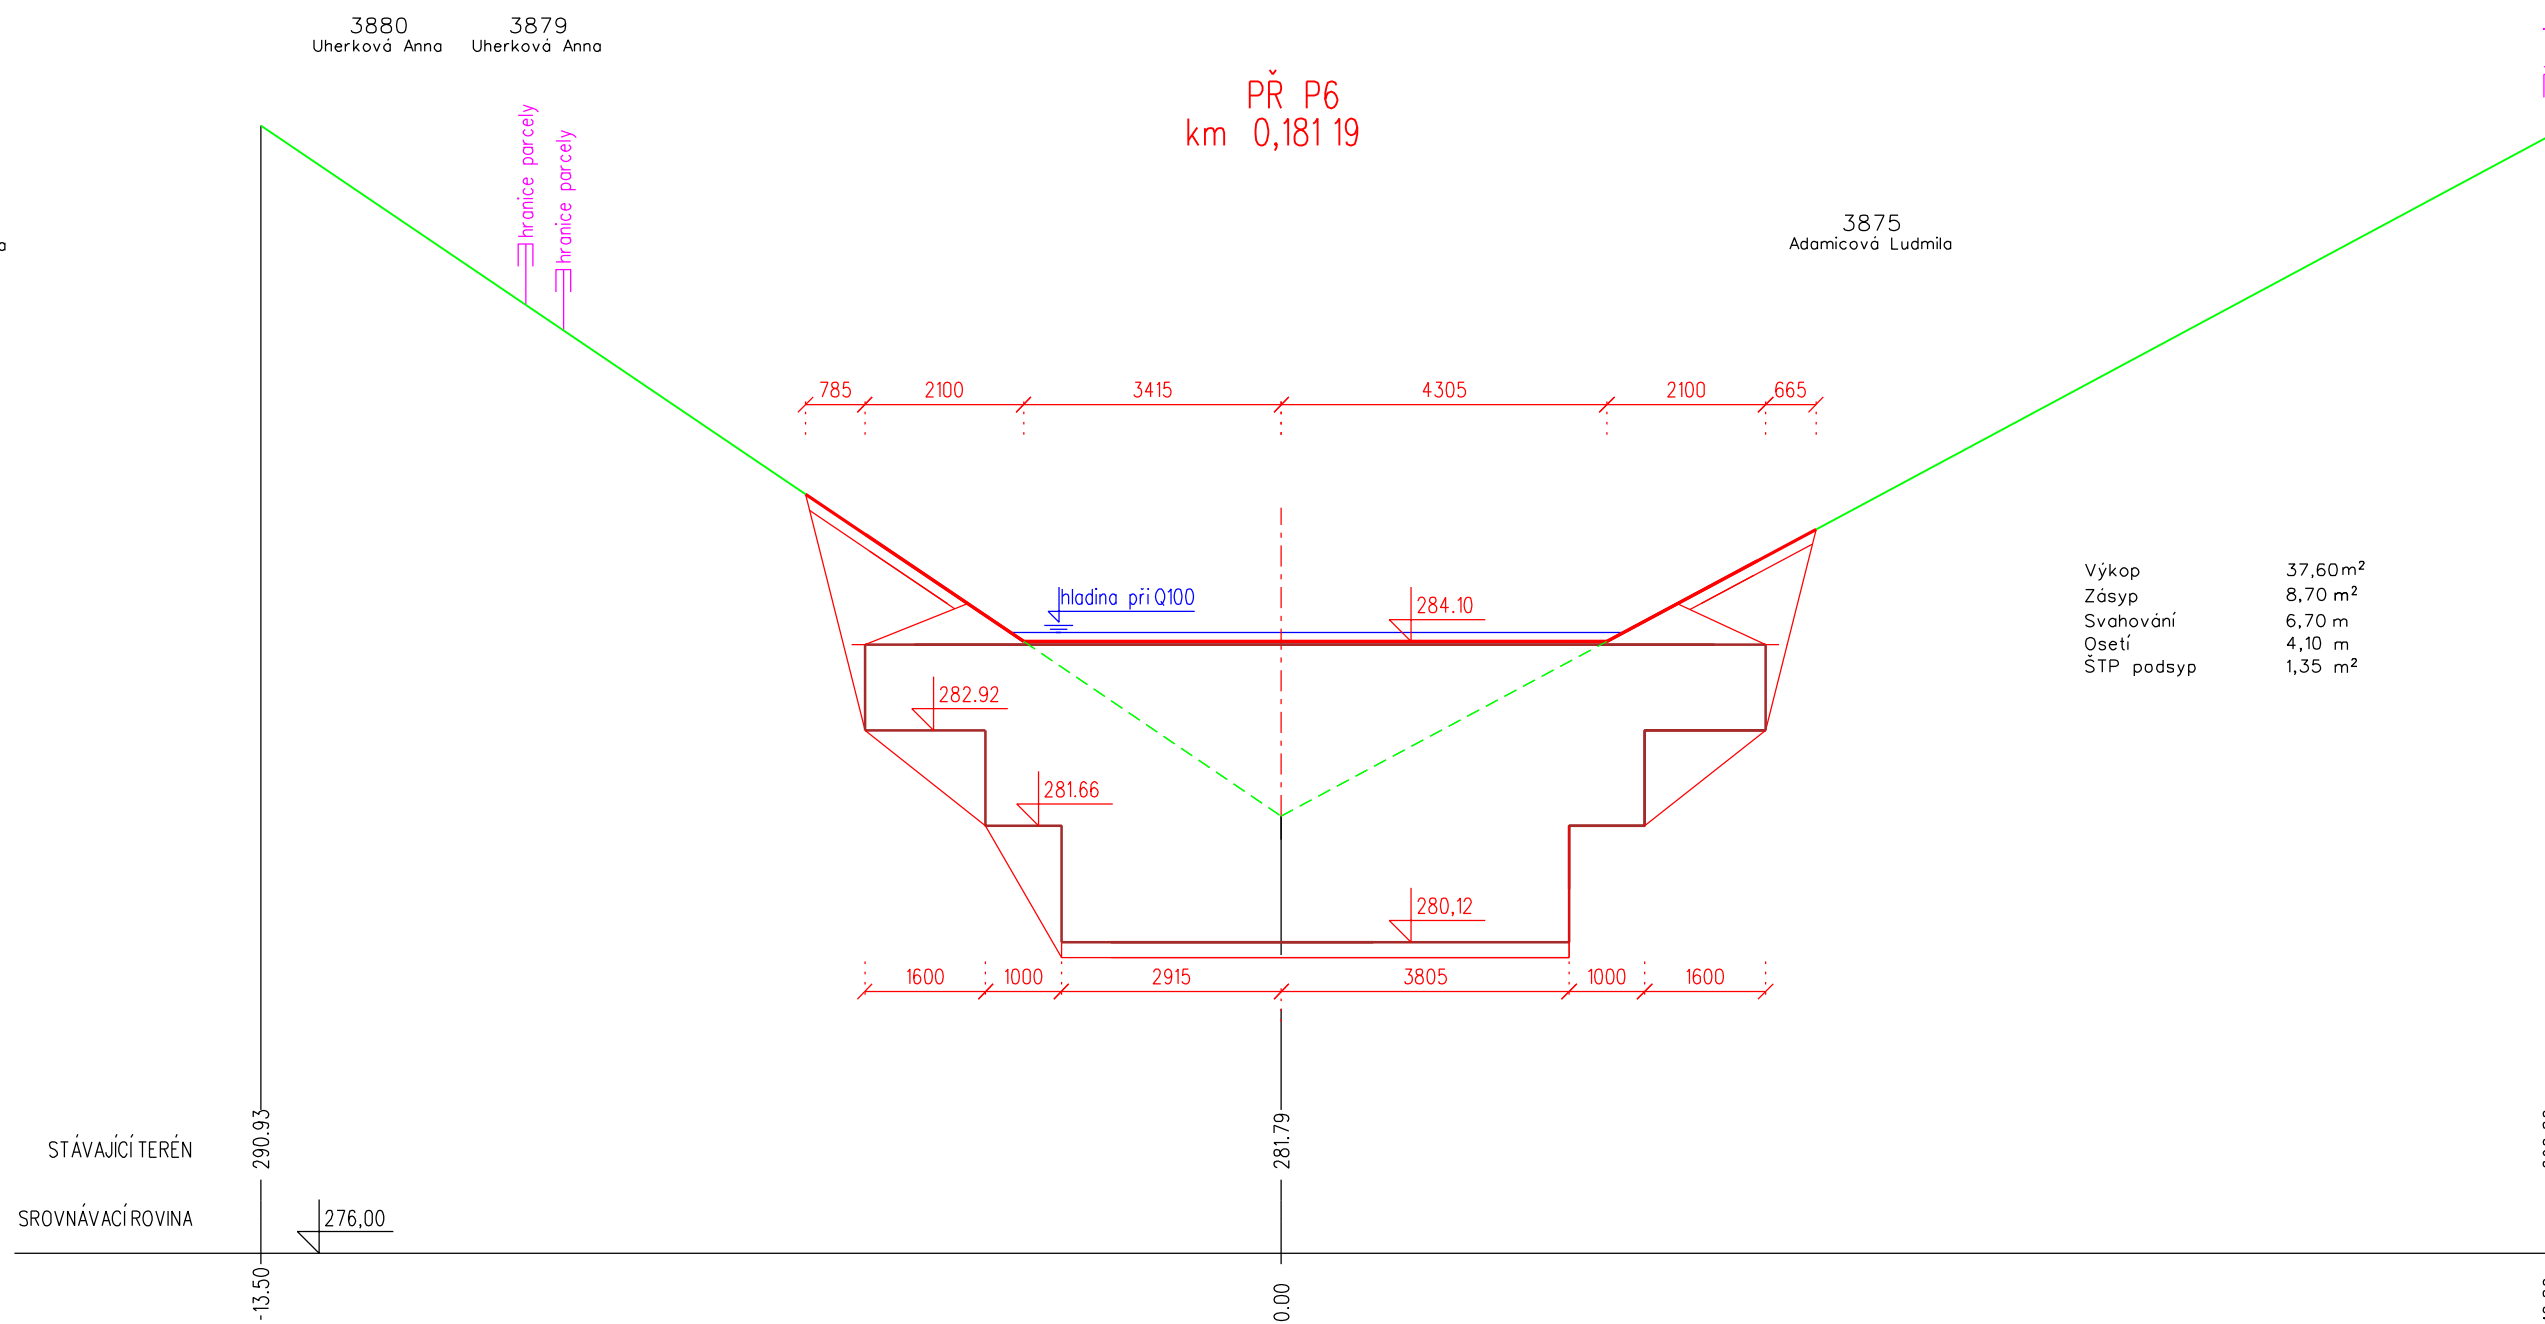 3880
Uherková Anna
3879
Uherková Anna
PŘ P6
km 0,181 19
hranice parcely
hranice parcely
3875
Adamicová Ludmila
785
2100
3415
4305
2100
665
hladina při Q100
284.10
282.92
281.66
280,12
Výkop 37,60 m²
Zásyp 8,70 m²
Svahování 6,70 m
Osetí 4,10 m
ŠTP podsyp 1,35 m²
1600
1000
2915
3805
1000
1600
STÁVAJÍCÍ TERÉN
290.93
281.79
SROVNÁVACÍ ROVINA
276,00
-13.50
0.00